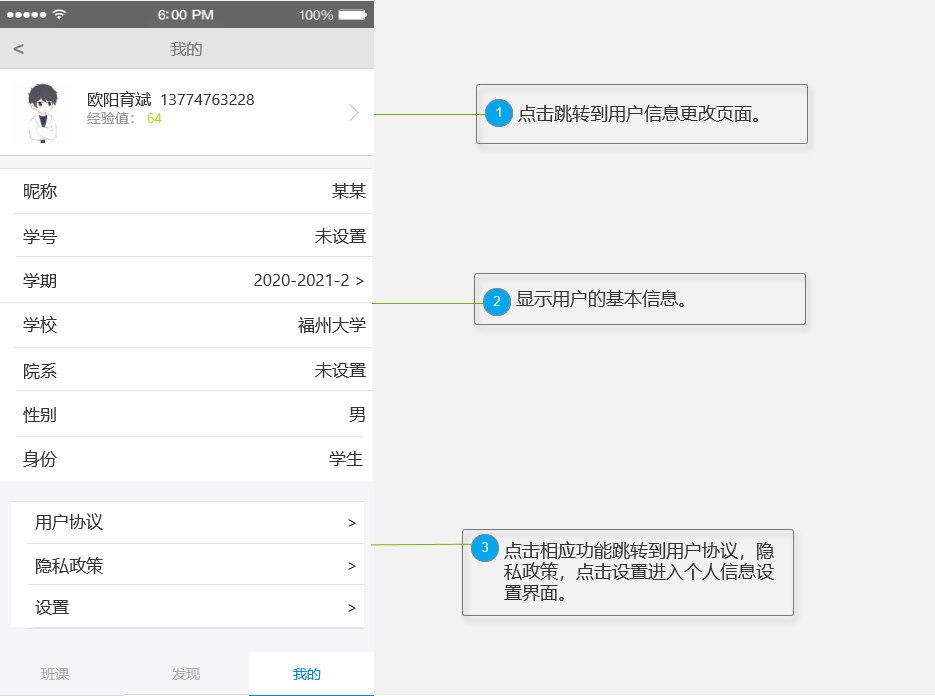 6:00 PM 100%
< 我的
欧阳育斌 13774763228
经验值： 64
昵称 某某
学号 未设置
学期 2020-2021-2 >
学校 福州大学
院系 未设置
性别 男
身份 学生
用户协议 >
隐私政策 >
设置 >
班课 发现 我的
1 点击跳转到用户信息更改页面。
2 显示用户的基本信息。
3 点击相应功能跳转到用户协议，隐
私政策，点击设置进入个人信息设
置界面。